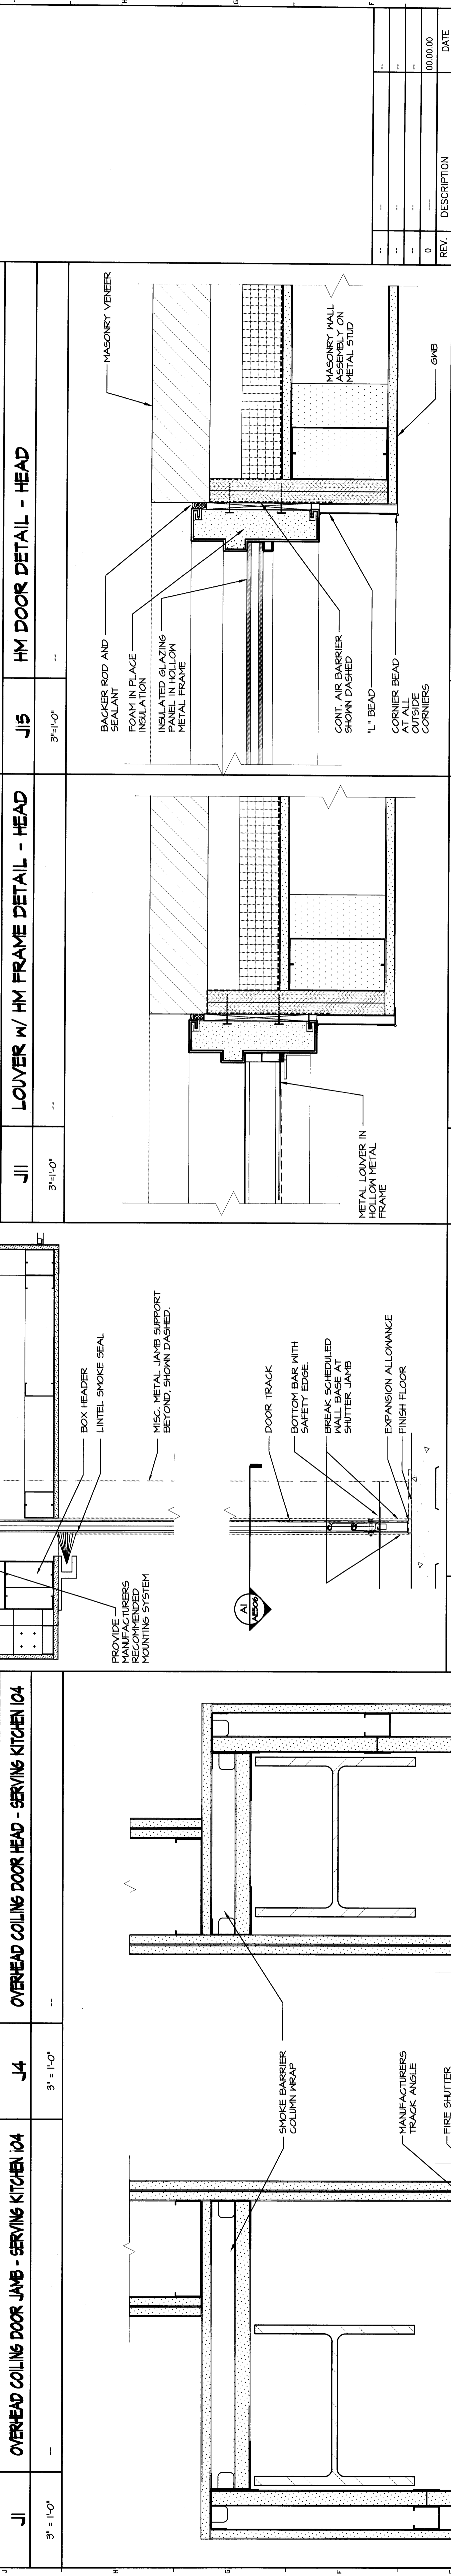 J1
OVERHEAD COILING DOOR JAMB - SERVING KITCHEN 104
3" = 1'-0"
--
J4
OVERHEAD COILING DOOR HEAD - SERVING KITCHEN 104
3" = 1'-0"
--
SMOKE BARRIER
COLUMN WRAP
MANUFACTURERS
TRACK ANGLE
FIRE SHUTTER
PROVIDE
MANUFACTURERS
RECOMMENDED
MOUNTING SYSTEM
BOX HEADER
LINTEL SMOKE SEAL
MISC. METAL JAMB SUPPORT
BEYOND, SHOWN DASHED.
A1
AE506
DOOR TRACK
BOTTOM BAR WITH
SAFETY EDGE.
BREAK SCHEDULED
WALL BASE AT
SHUTTER JAMB
EXPANSION ALLOWANCE
FINISH FLOOR
J11
LOUVER W/ HM FRAME DETAIL - HEAD
3"=1'-0"
--
METAL LOUVER IN
HOLLOW METAL
FRAME
J15
HM DOOR DETAIL - HEAD
3"=1'-0"
--
BACKER ROD AND
SEALANT
FOAM IN PLACE
INSULATION
INSULATED GLAZING
PANEL IN HOLLOW
METAL FRAME
MASONRY VENEER
MASONRY WALL
ASSEMBLY ON
METAL STUD
CONT. AIR BARRIER
SHOWN DASHED
"L" BEAD
CORNIER BEAD
AT ALL
OUTSIDE
CORNIERS
GWB
-- -- --
-- -- --
-- -- --
0 ---- 00.00.00
REV. DESCRIPTION DATE
J
H
G
F
J
H
G
F